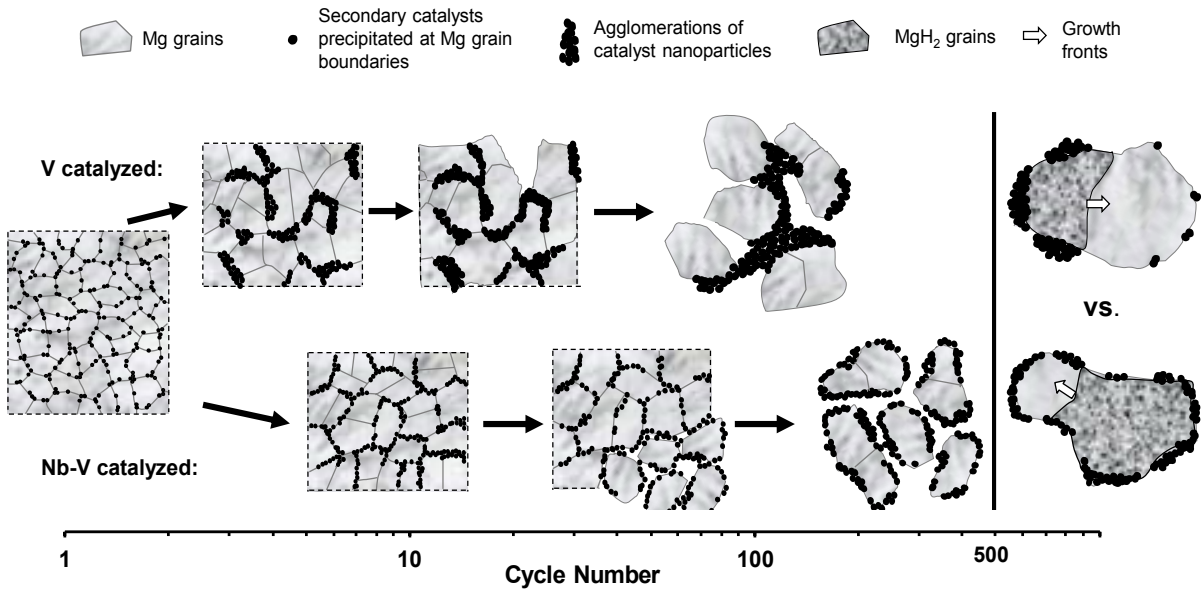 Mg grains
Secondary catalysts
precipitated at Mg grain
boundaries
Agglomerations of
catalyst nanoparticles
MgH₂ grains
Growth
fronts
V catalyzed:
vs.
Nb-V catalyzed:
1
10
100
500
Cycle Number